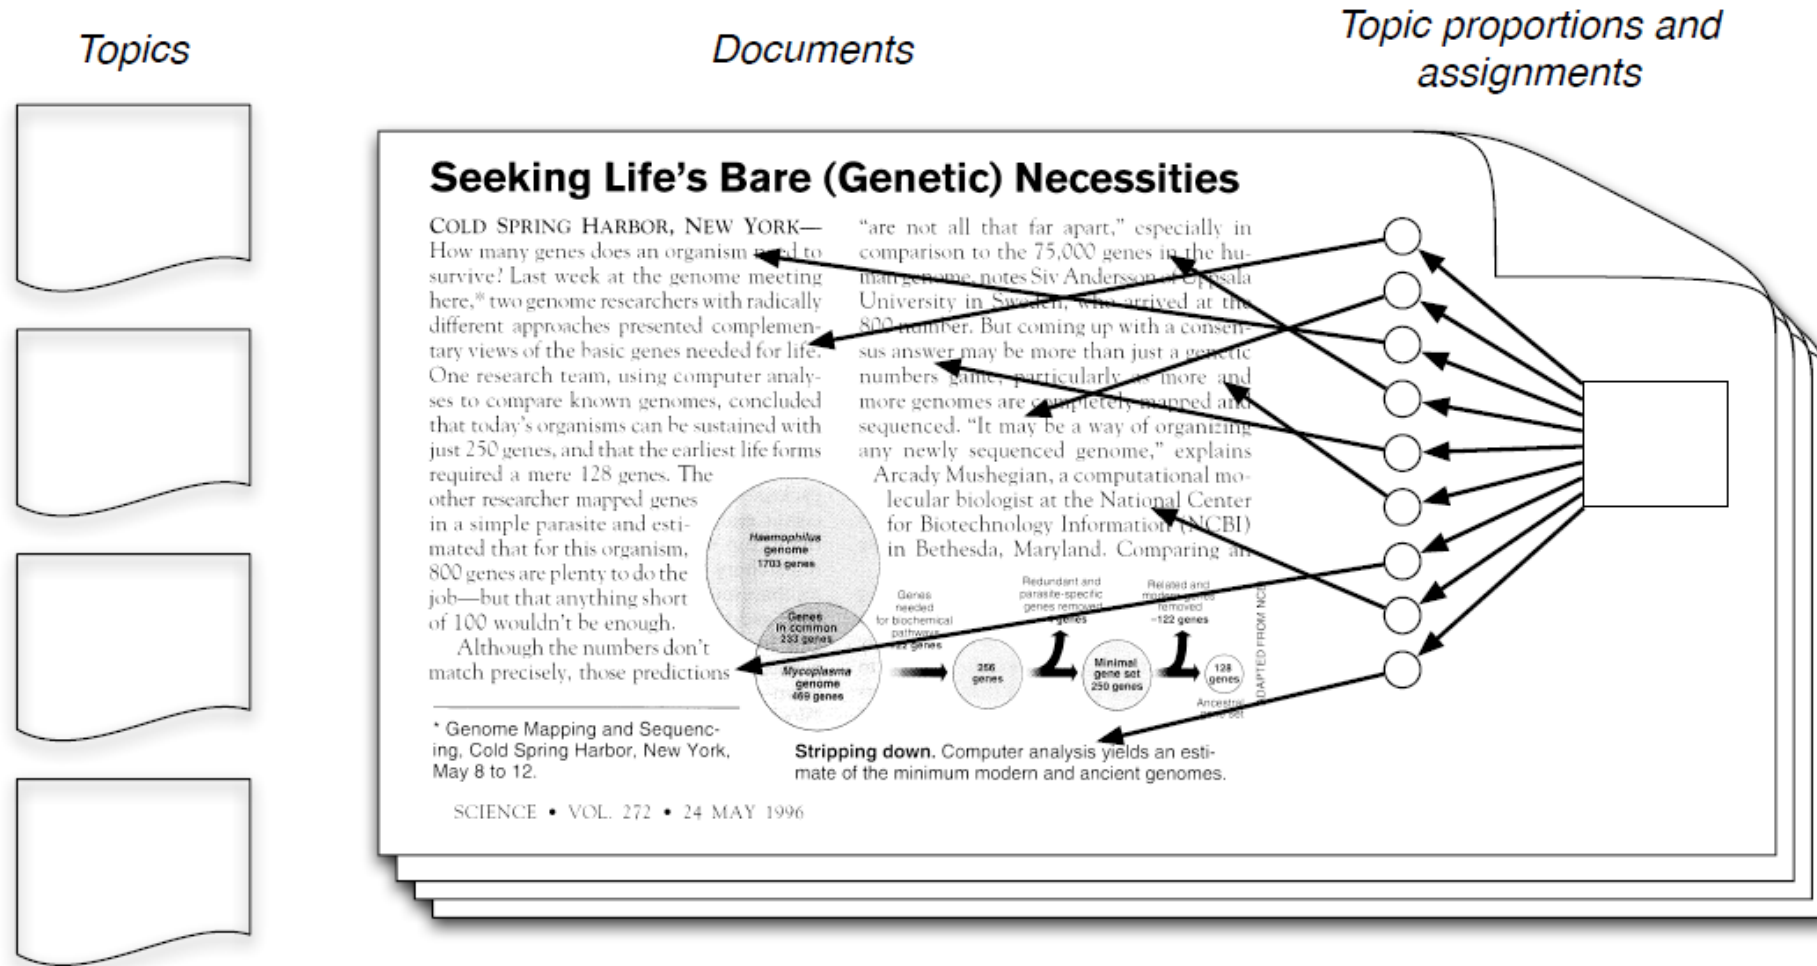 Topics
Documents
Topic proportions and
assignments
Seeking Life's Bare (Genetic) Necessities
COLD SPRING HARBOR, NEW YORK—
How many genes does an organism need to
survive? Last week at the genome meeting
here,* two genome researchers with radically
different approaches presented complemen-
tary views of the basic genes needed for life.
One research team, using computer analy-
ses to compare known genomes, concluded
that today's organisms can be sustained with
just 250 genes, and that the earliest life forms
required a mere 128 genes. The
other researcher mapped genes
in a simple parasite and esti-
mated that for this organism,
800 genes are plenty to do the
job—but that anything short
of 100 wouldn't be enough.
Although the numbers don't
match precisely, those predictions
* Genome Mapping and Sequenc-
ing, Cold Spring Harbor, New York,
May 8 to 12.
"are not all that far apart," especially in
comparison to the 75,000 genes in the hu-
man genome, notes Siv Andersson of Uppsala
University in Sweden, who arrived at the
800 number. But coming up with a consen-
sus answer may be more than just a genetic
numbers game, particularly as more and
more genomes are completely mapped and
sequenced. "It may be a way of organizing
any newly sequenced genome," explains
Arcady Mushegian, a computational mo-
lecular biologist at the National Center
for Biotechnology Information (NCBI)
in Bethesda, Maryland. Comparing an
Haemophilus
genome
1703 genes
Genes
in common
233 genes
Mycoplasma
genome
469 genes
Genes
needed
for biochemical
pathways
genes
256
genes
Redundant and
parasite-specific
genes removed
genes
Minimal
gene set
250 genes
Related and
modern genes
removed
–122 genes
128
genes
Ancestral
gene set
ADAPTED FROM NCBI
Stripping down. Computer analysis yields an esti-
mate of the minimum modern and ancient genomes.
SCIENCE • VOL. 272 • 24 MAY 1996